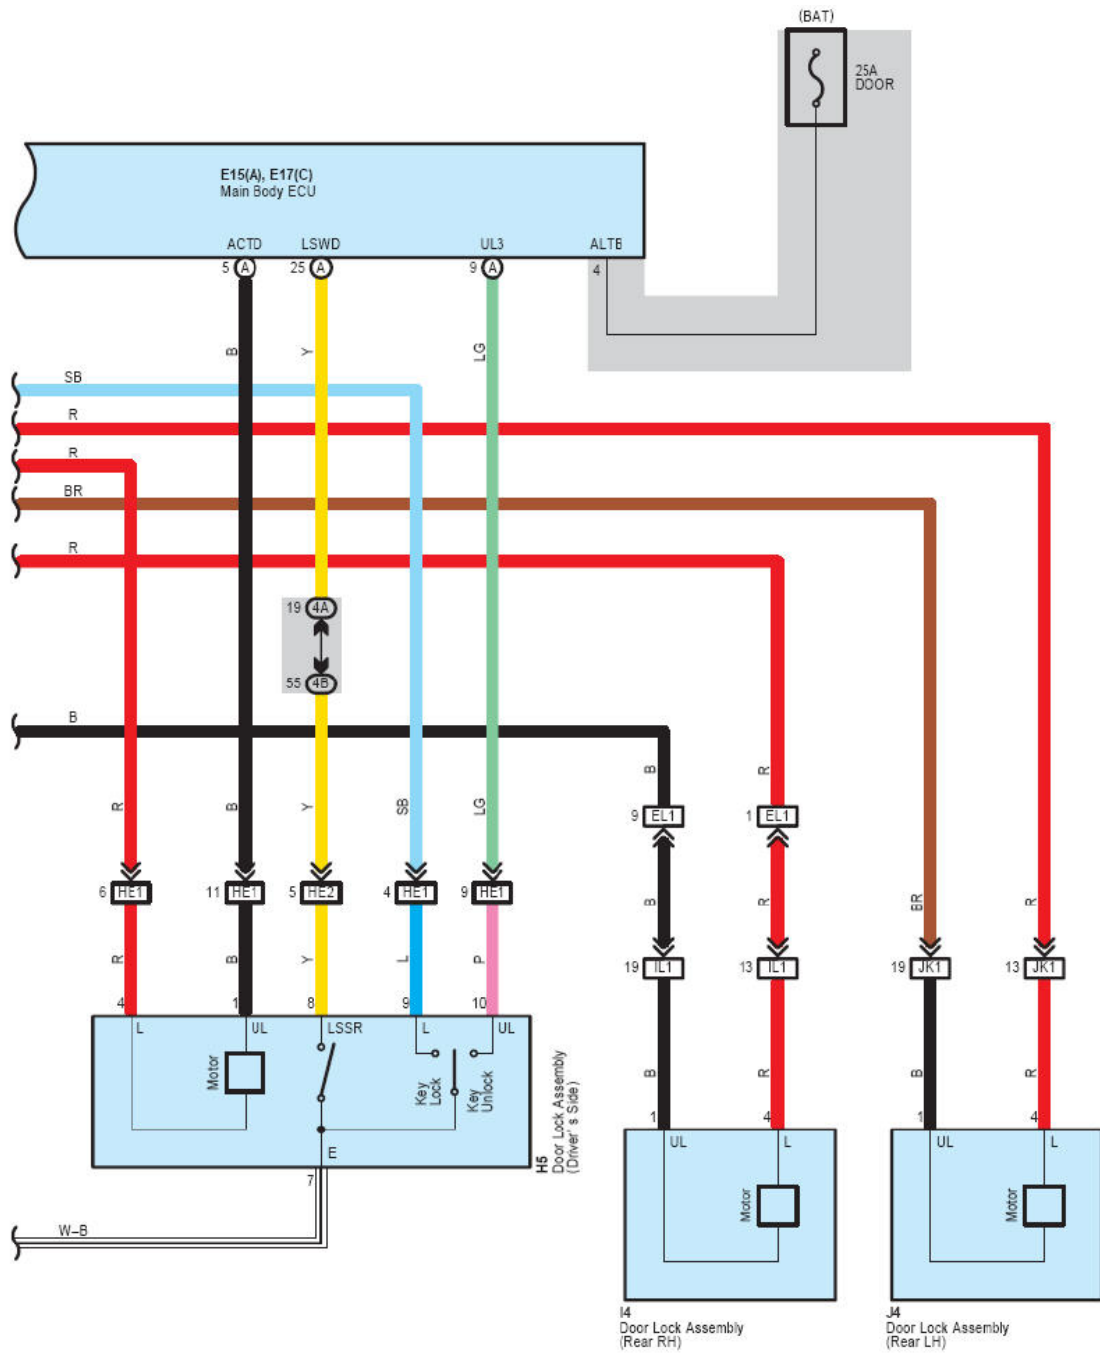 (BAT)
25A
DOOR
E15(A), E17(C)
Main Body ECU
ACTD LSWD UL3 ALTB
5 A 25 A 9 A 4
B Y LG
SB
R
R
BR
R
19 4A
55 4B
B
B R
R B Y SB LG
9 EL1 1 EL1
6 HE1 11 HE1 5 HE2 4 HE1 9 HE1
B R BR R
R B Y L P
19 IL1 13 IL1 19 JK1 13 JK1
4 1 8 9 10
L UL LSSR L UL
Motor
Key
Lock
Key
Unlock
E
7
H5
Door Lock Assembly
(Driver's Side)
B R B R
1 4 1 4
UL L UL L
Motor Motor
W-B
I4
Door Lock Assembly
(Rear RH)
J4
Door Lock Assembly
(Rear LH)